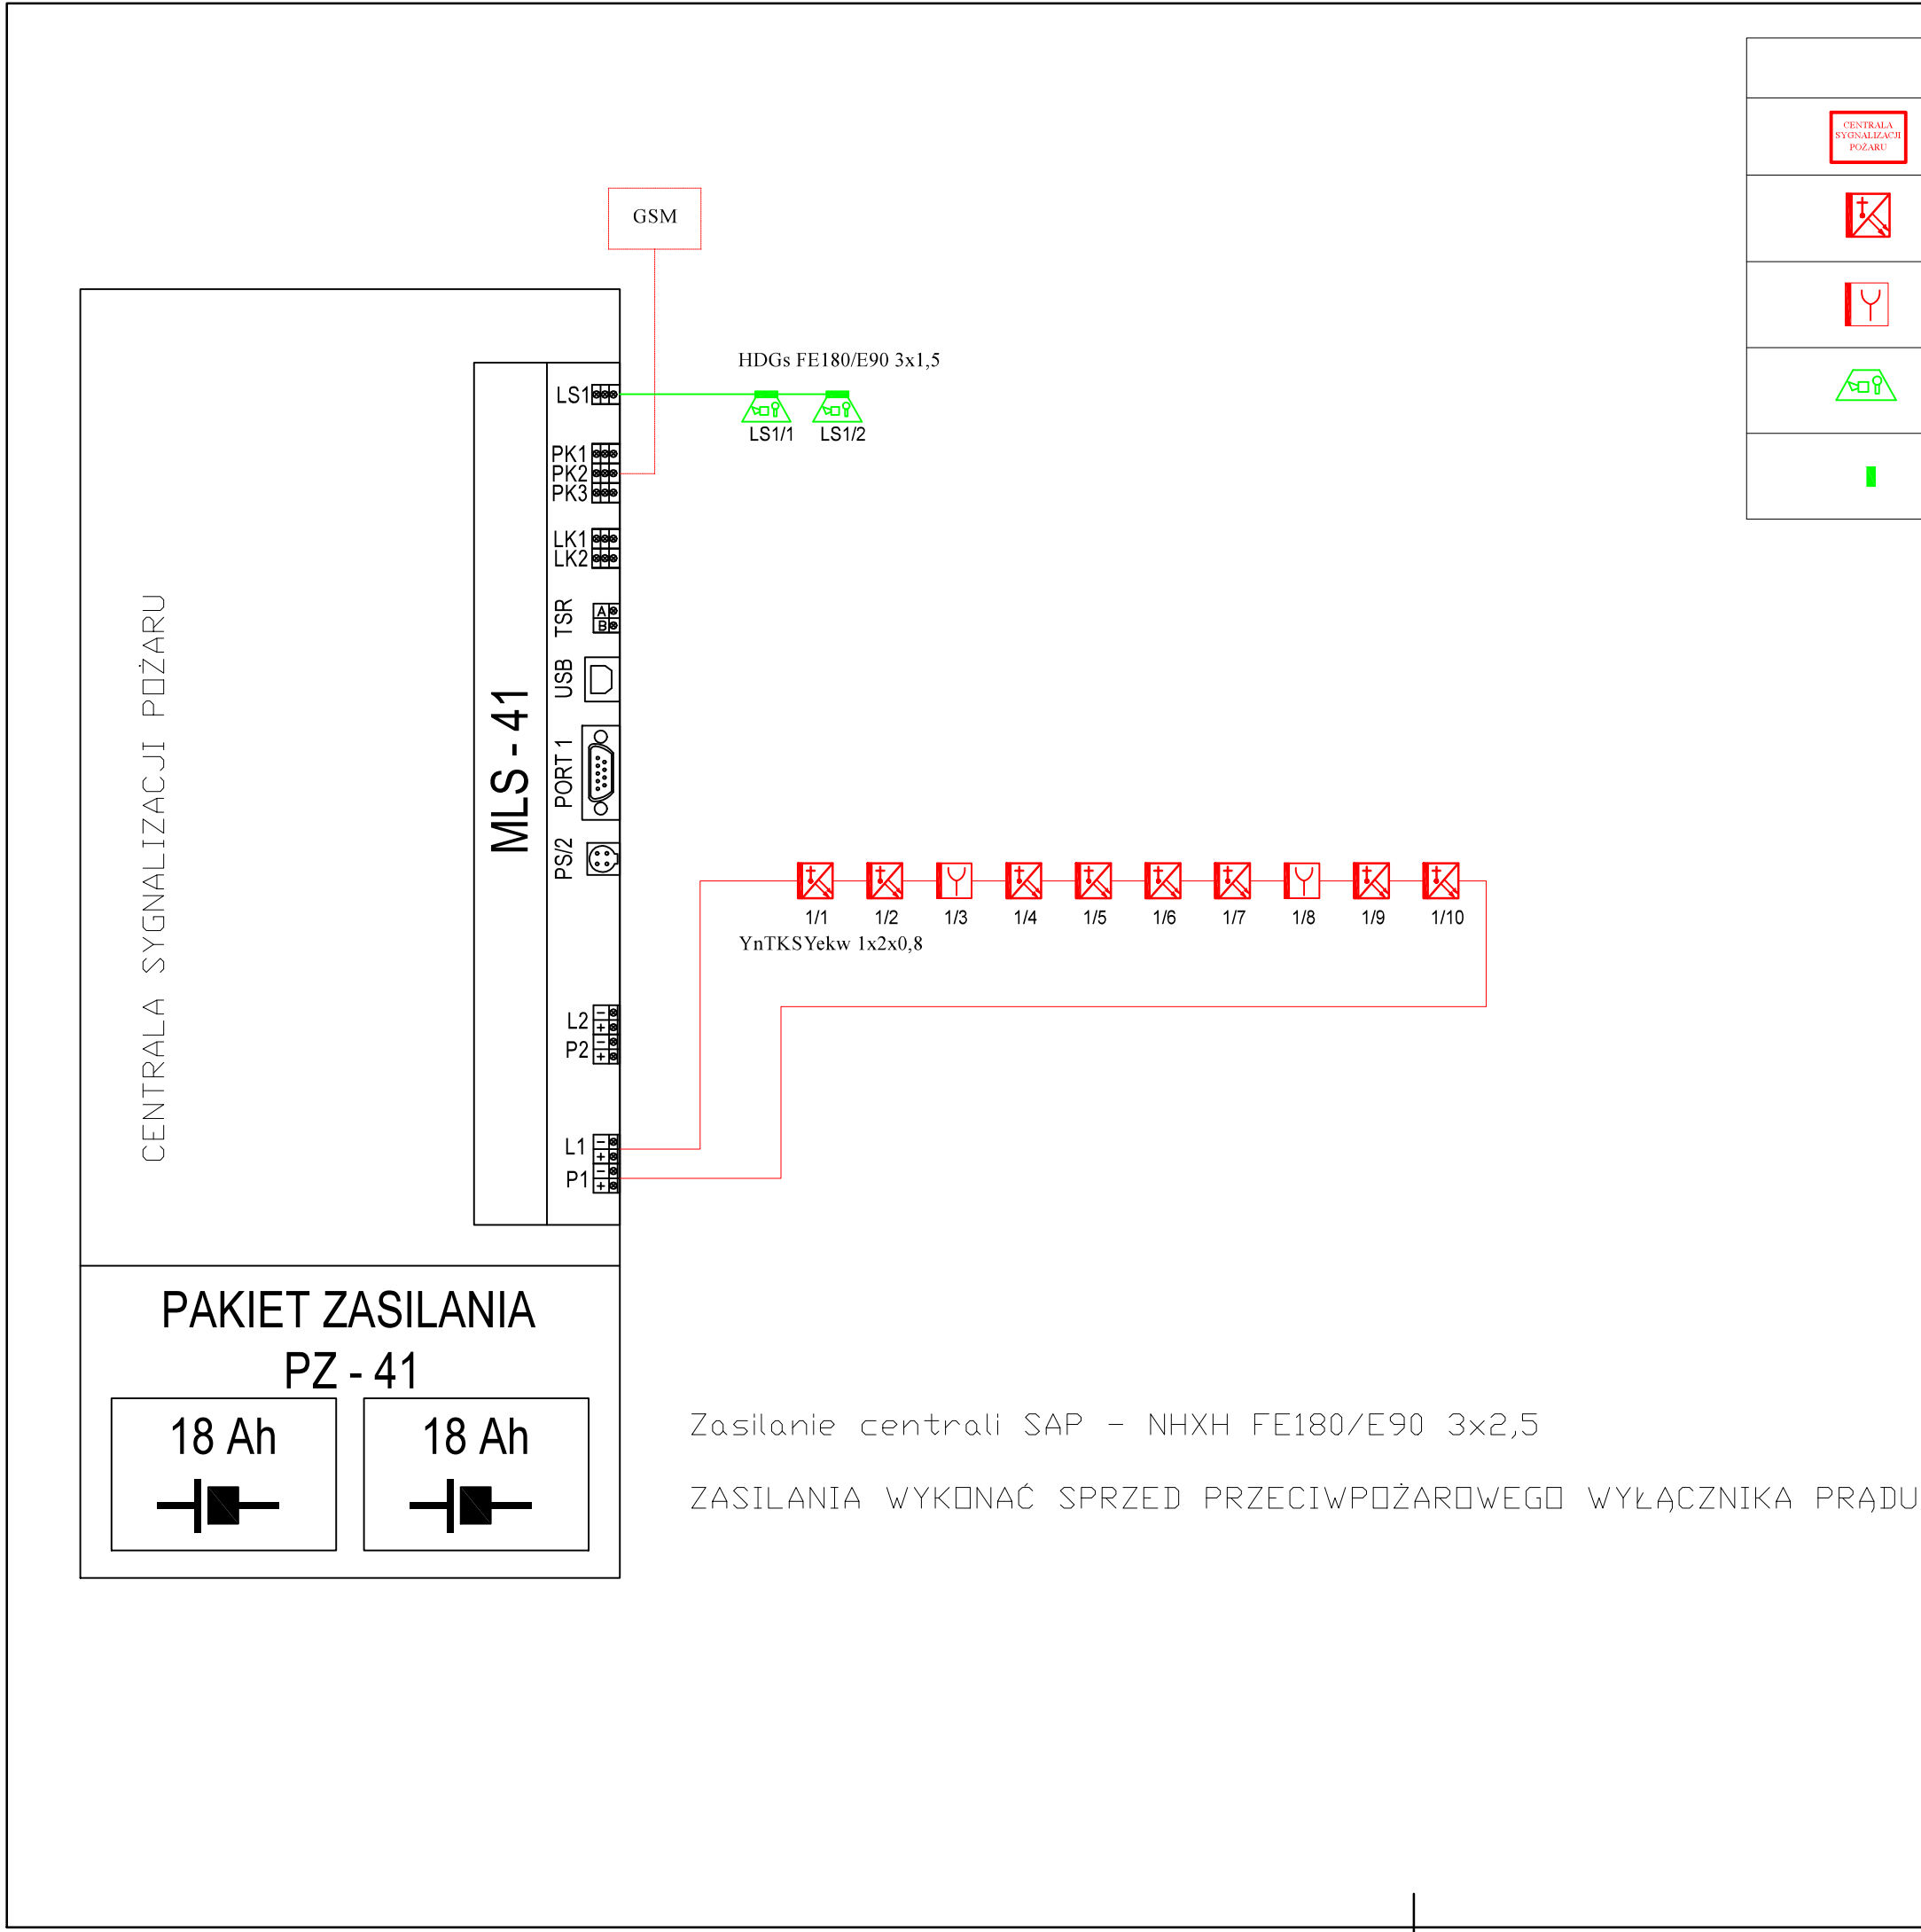 CENTRALA
SYGNALIZACJI
POŻARU
GSM
HDGs FE180/E90 3x1,5
LS1
LS1/1
LS1/2
PK1
PK2
PK3
LK1
LK2
TSR
A
B
USB
PORT 1
PS/2
MLS - 41
CENTRALA SYGNALIZACJI POŻARU
1/1
1/2
1/3
1/4
1/5
1/6
1/7
1/8
1/9
1/10
YnTKSYekw 1x2x0,8
L2
-
+
P2
-
+
L1
-
+
P1
-
+
PAKIET ZASILANIA
PZ - 41
18 Ah
18 Ah
Zasilanie centrali SAP - NHXH FE180/E90 3x2,5
ZASILANIA WYKONAĆ SPRZED PRZECIWPOŻAROWEGO WYŁĄCZNIKA PRĄDU